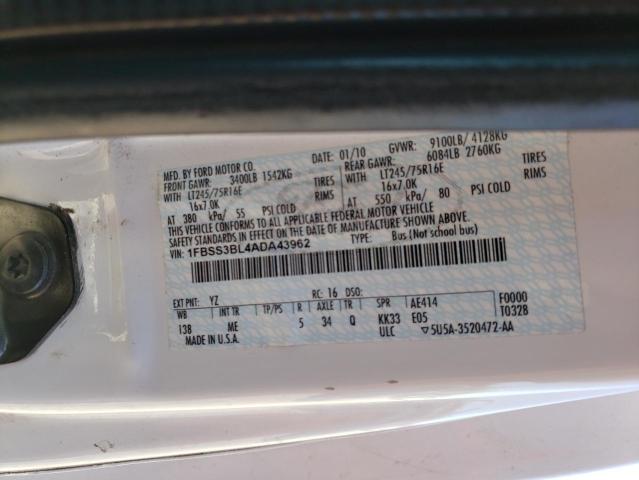 MFD. BY FORD MOTOR CO. DATE: 01/10 GVWR: 9100LB/ 4128KG
FRONT GAWR: 3400LB 1542KG REAR GAWR: 6084LB 2760KG
WITH LT245/75R16E TIRES WITH LT245/75R16E TIRES
16x7.0K RIMS 16x7.0K RIMS
AT 380 kPa/ 55 PSI COLD AT 550 kPa/ 80 PSI COLD
THIS VEHICLE CONFORMS TO ALL APPLICABLE FEDERAL MOTOR VEHICLE
SAFETY STANDARDS IN EFFECT ON THE DATE OF MANUFACTURE SHOWN ABOVE.
VIN: 1FBSS3BL4ADA43962 TYPE: Bus (Not school bus)
EXT PNT: YZ RC: 16 DSO:
WB INT TR TP/PS R AXLE TR SPR AE414 F0000
138 ME 5 34 Q KK33 E05 T0328
MADE IN U.S.A. ULC 5U5A-3520472-AA